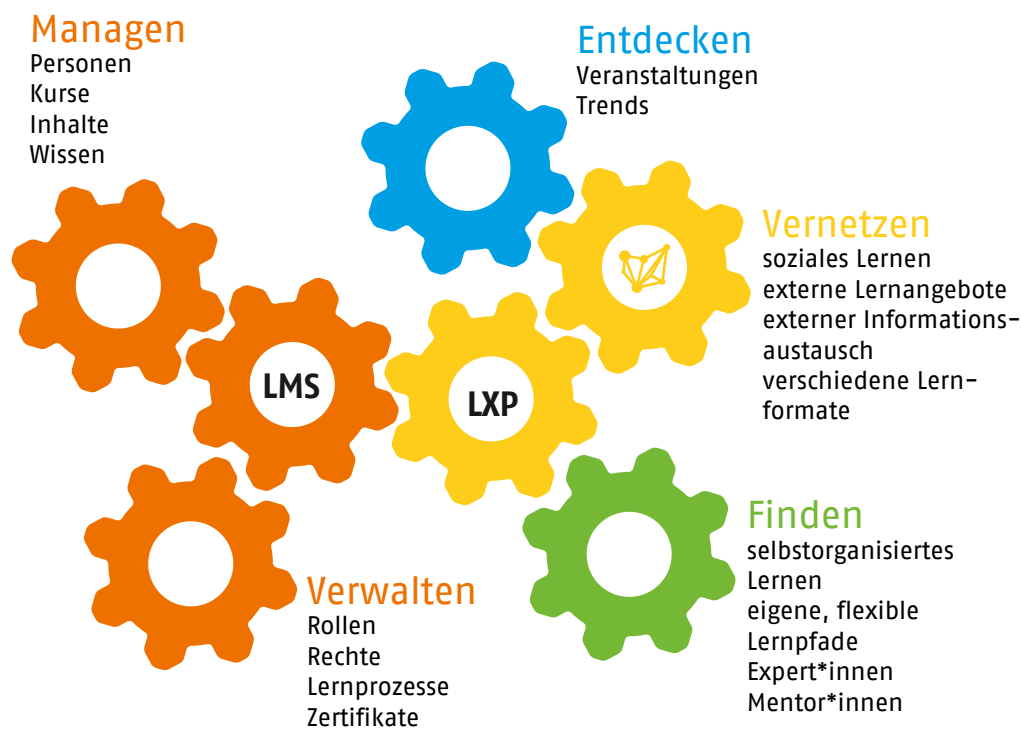 Managen
Personen
Kurse
Inhalte
Wissen
Entdecken
Veranstaltungen
Trends
Vernetzen
soziales Lernen
externe Lernangebote
externer Informations-
austausch
verschiedene Lern-
formate
LMS
LXP
Finden
selbstorganisiertes
Lernen
eigene, flexible
Lernpfade
Expert*innen
Mentor*innen
Verwalten
Rollen
Rechte
Lernprozesse
Zertifikate